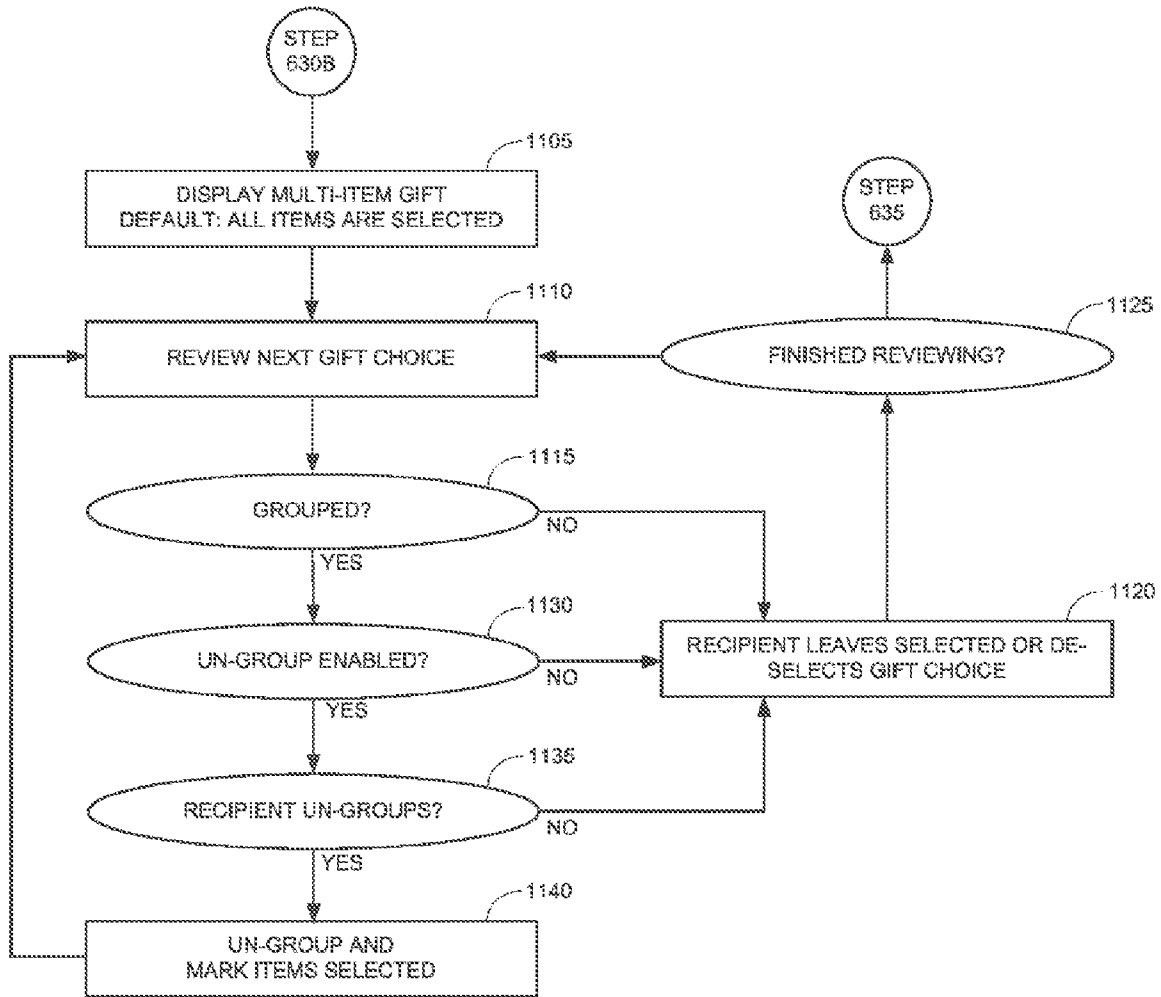 STEP
630B
1105
DISPLAY MULTI-ITEM GIFT
DEFAULT: ALL ITEMS ARE SELECTED
STEP
635
1110
REVIEW NEXT GIFT CHOICE
1125
FINISHED REVIEWING?
1115
GROUPED?
NO
YES
1130
UN-GROUP ENABLED?
NO
YES
1120
RECIPIENT LEAVES SELECTED OR DE-
SELECTS GIFT CHOICE
1135
RECIPIENT UN-GROUPS?
NO
YES
1140
UN-GROUP AND
MARK ITEMS SELECTED